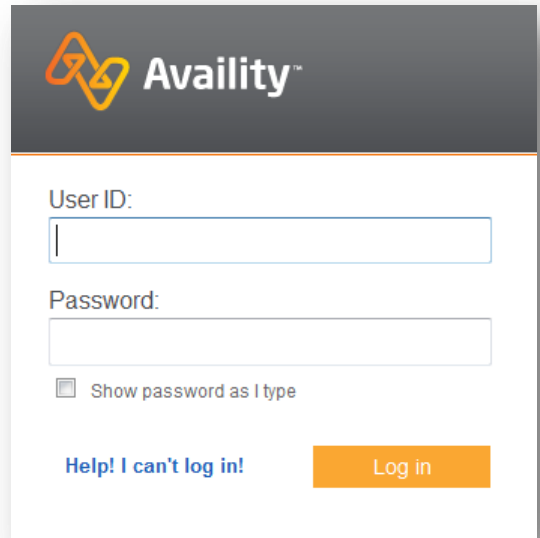 Availity™
User ID:
Password:
Show password as I type
Help! I can't log in!
Log in